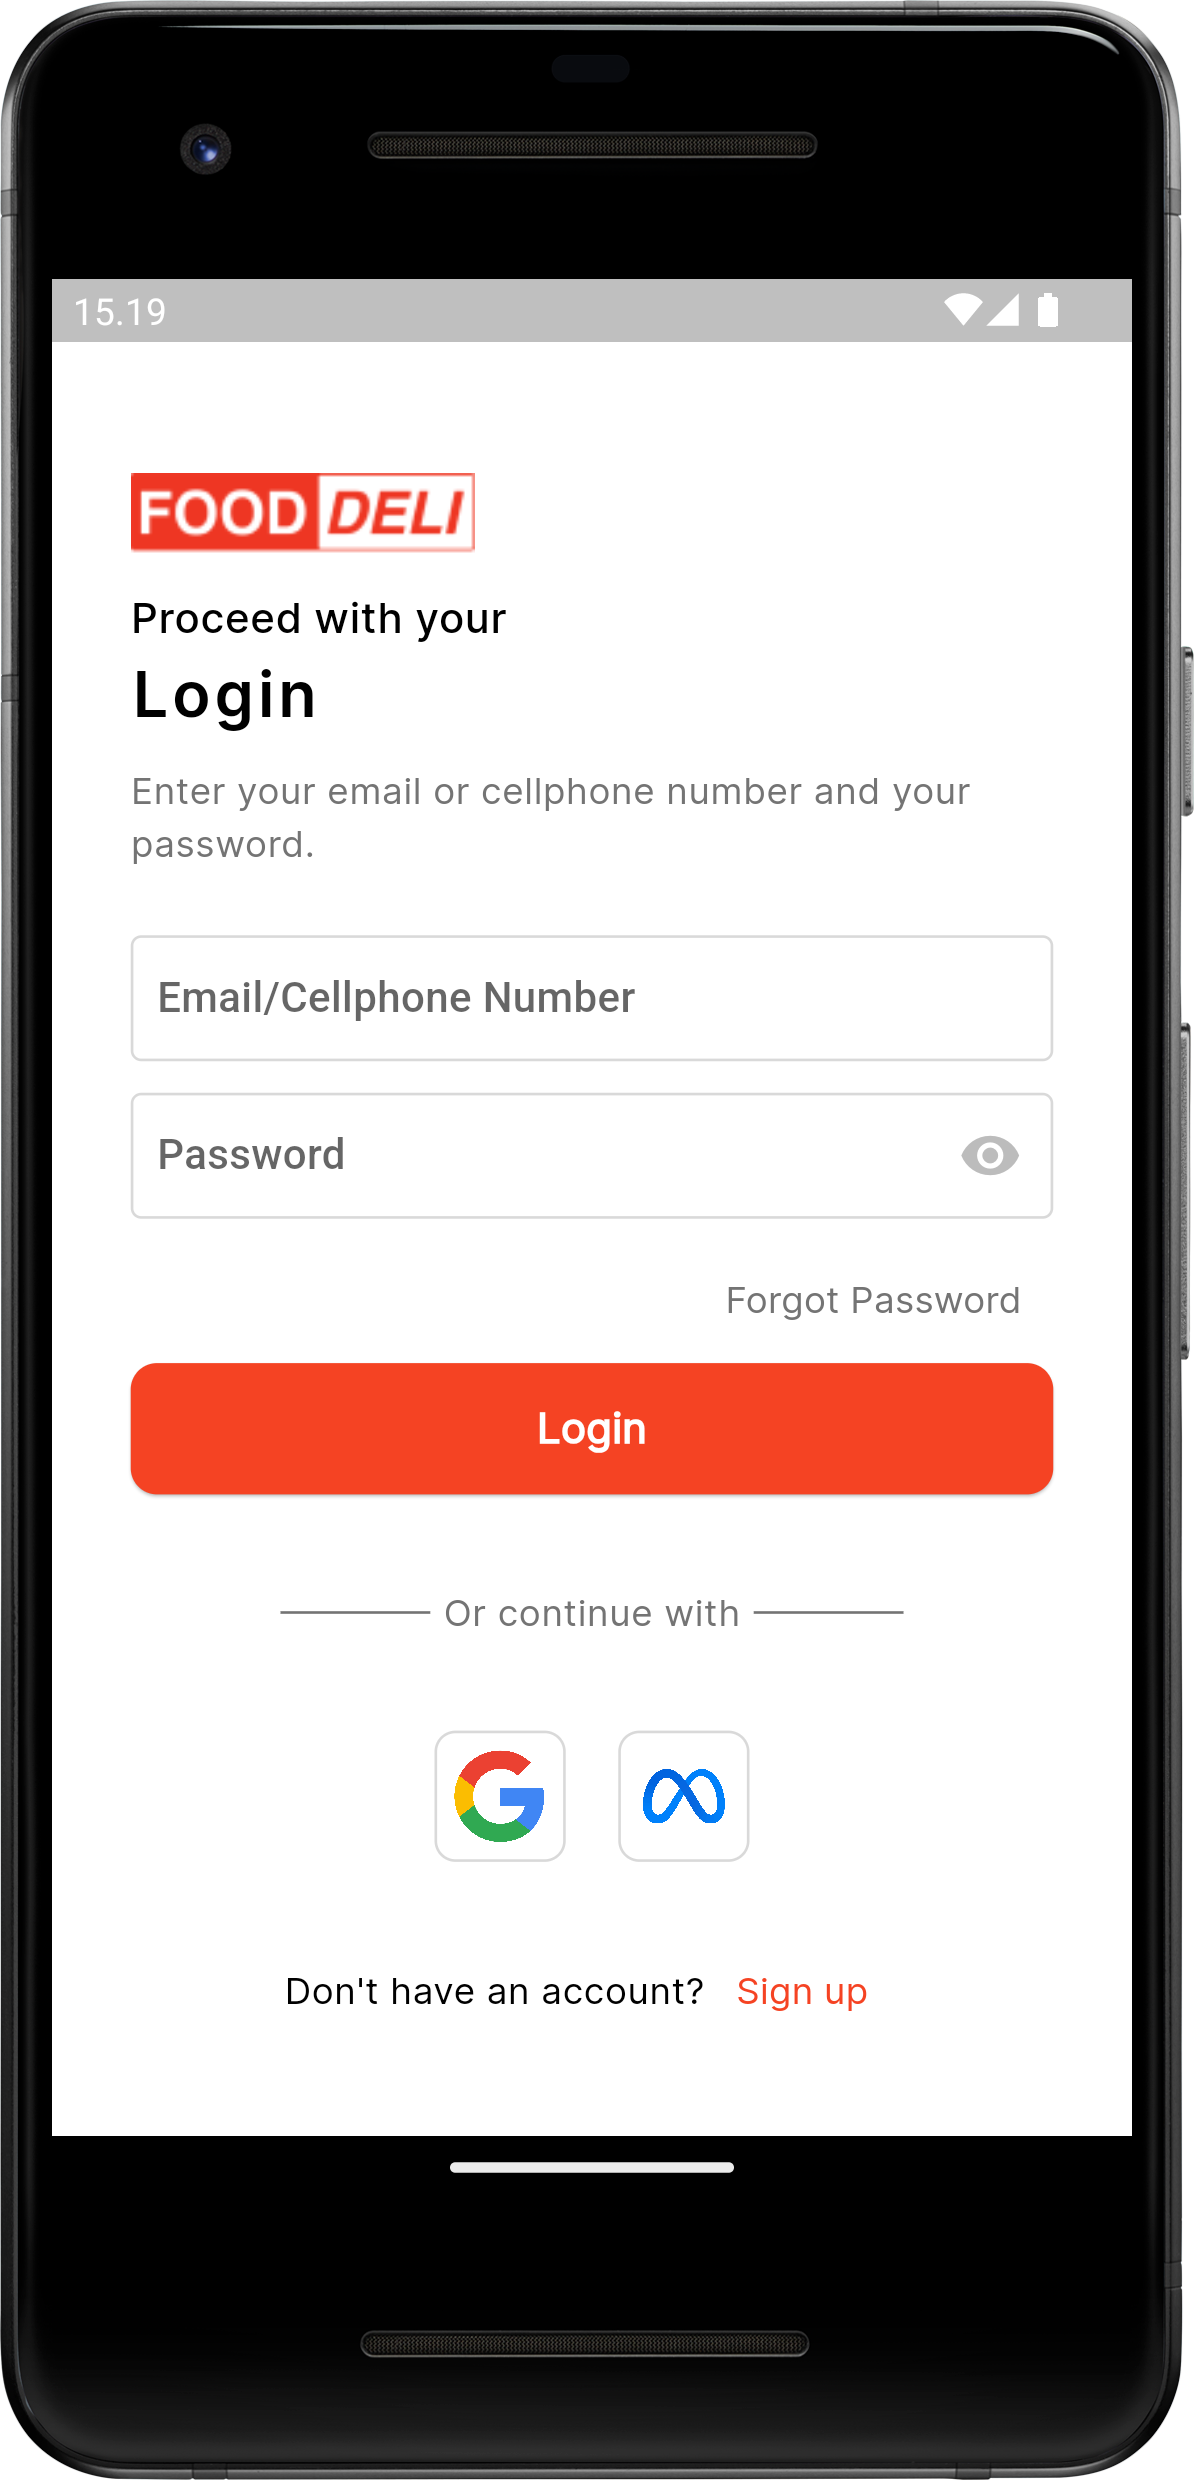 15.19
FOOD DELI
Proceed with your
Login
Enter your email or cellphone number and your
password.
Email/Cellphone Number
Password
Forgot Password
Login
Or continue with
Don't have an account? Sign up